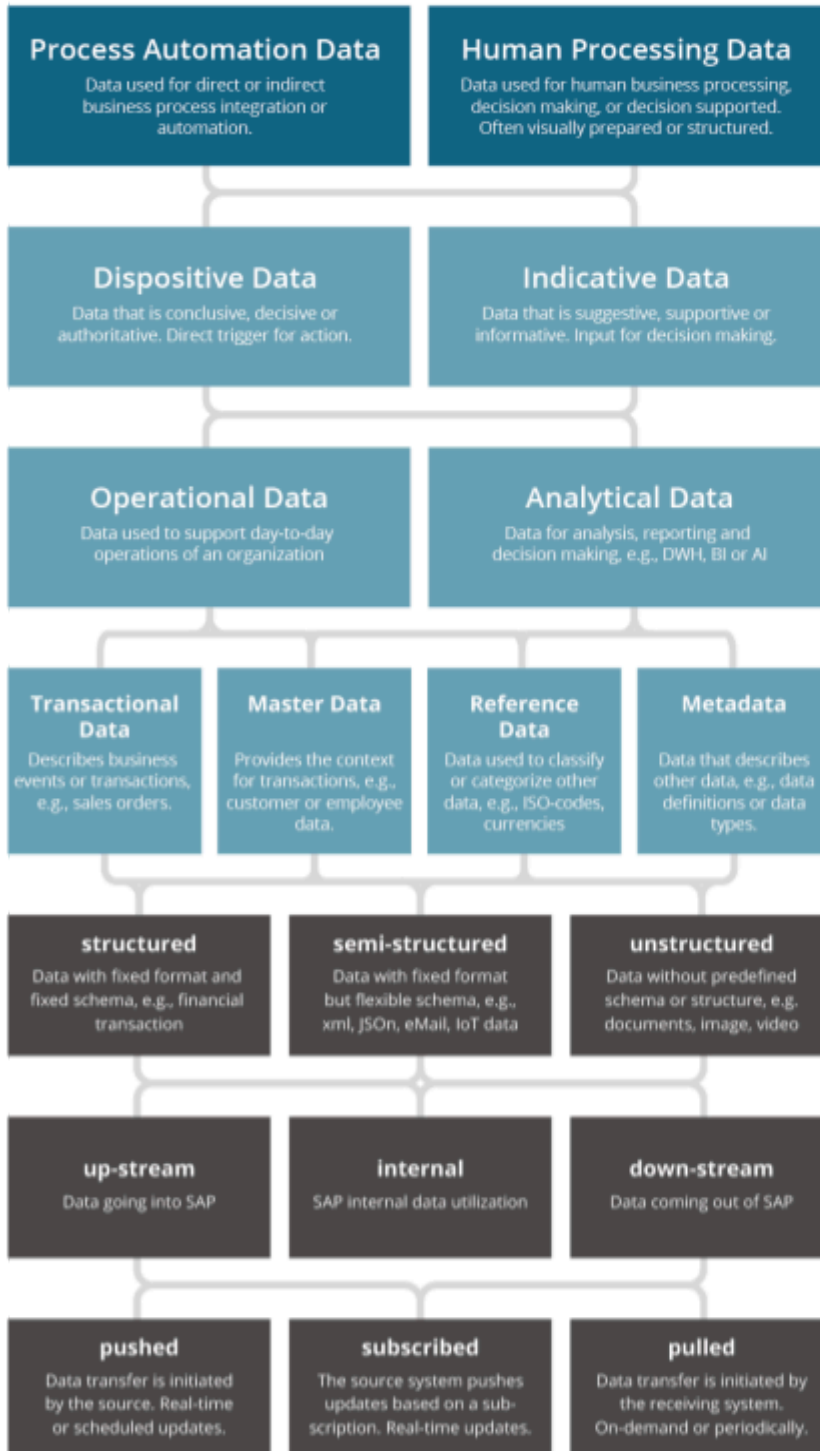 Process Automation Data
Data used for direct or indirect
business process integration or
automation.
Human Processing Data
Data used for human business processing,
decision making, or decision supported.
Often visually prepared or structured.
Dispositive Data
Data that is conclusive, decisive or
authoritative. Direct trigger for action.
Indicative Data
Data that is suggestive, supportive or
informative. Input for decision making.
Operational Data
Data used to support day-to-day
operations of an organization
Analytical Data
Data for analysis, reporting and
decision making, e.g., DWH, BI or AI
Transactional
Data
Describes business
events or transactions,
e.g., sales orders.
Master Data
Provides the context
for transactions, e.g.,
customer or employee
data.
Reference
Data
Data used to classify
or categorize other
data, e.g., ISO-codes,
currencies
Metadata
Data that describes
other data, e.g., data
definitions or data
types.
structured
Data with fixed format and
fixed schema, e.g., financial
transaction
semi-structured
Data with fixed format
but flexible schema, e.g.,
xml, JSOn, eMail, IoT data
unstructured
Data without predefined
schema or structure, e.g.
documents, image, video
up-stream
Data going into SAP
internal
SAP internal data utilization
down-stream
Data coming out of SAP
pushed
Data transfer is initiated
by the source. Real-time
or scheduled updates.
subscribed
The source system pushes
updates based on a sub-
scription. Real-time updates.
pulled
Data transfer is initiated by
the receiving system.
On-demand or periodically.